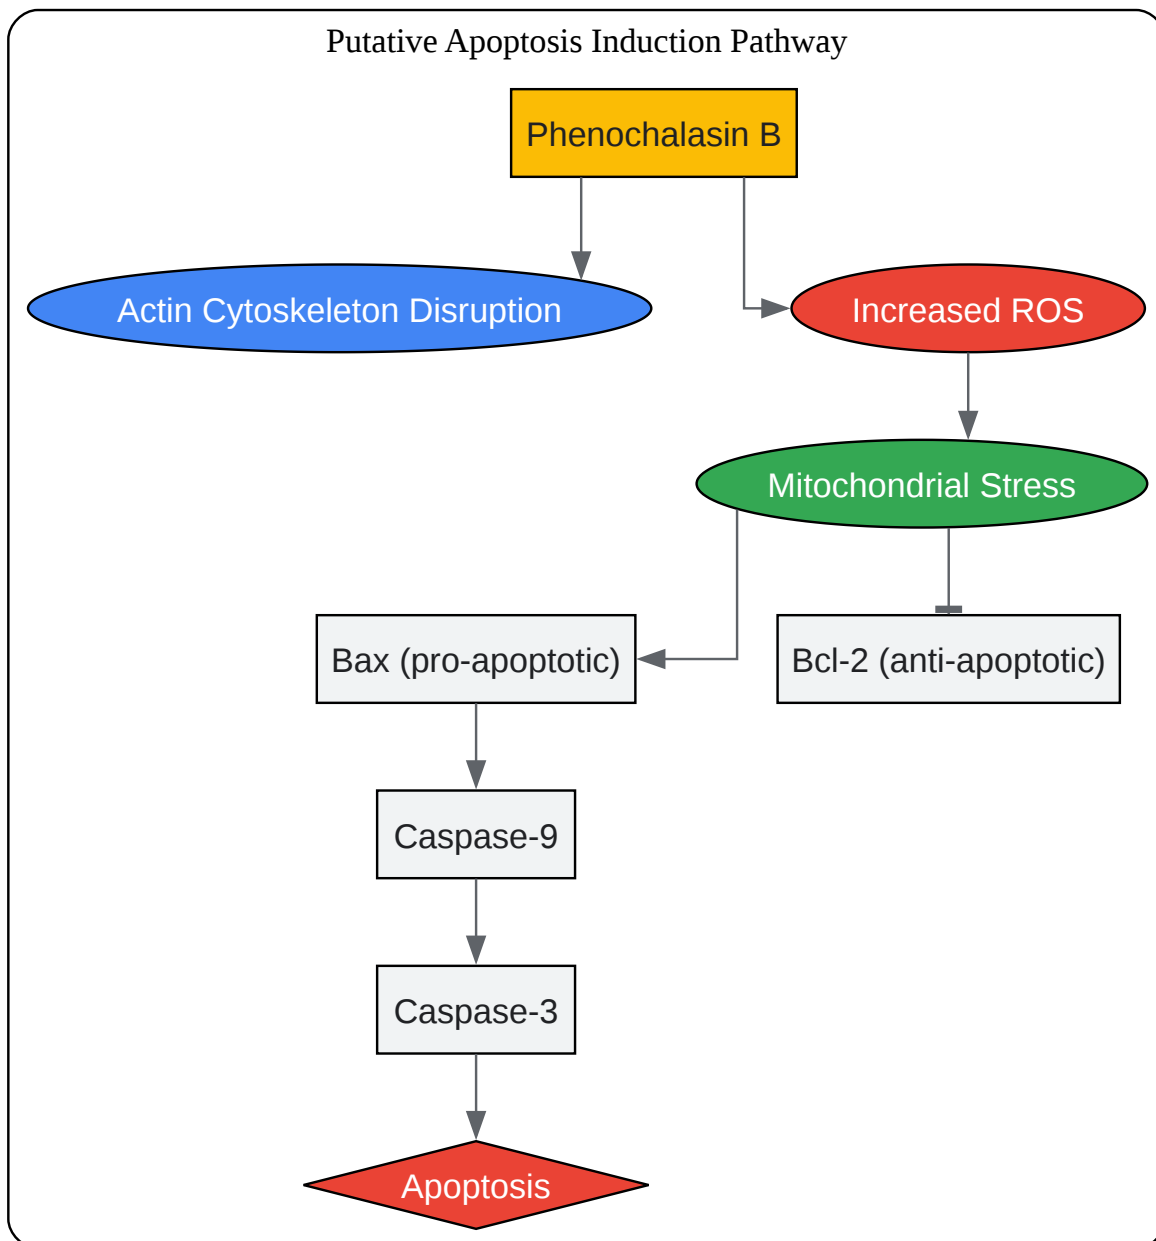 Putative Apoptosis Induction Pathway
Phenochalasin B
Actin Cytoskeleton Disruption
Increased ROS
Mitochondrial Stress
Bax (pro-apoptotic)
Bcl-2 (anti-apoptotic)
Caspase-9
Caspase-3
Apoptosis